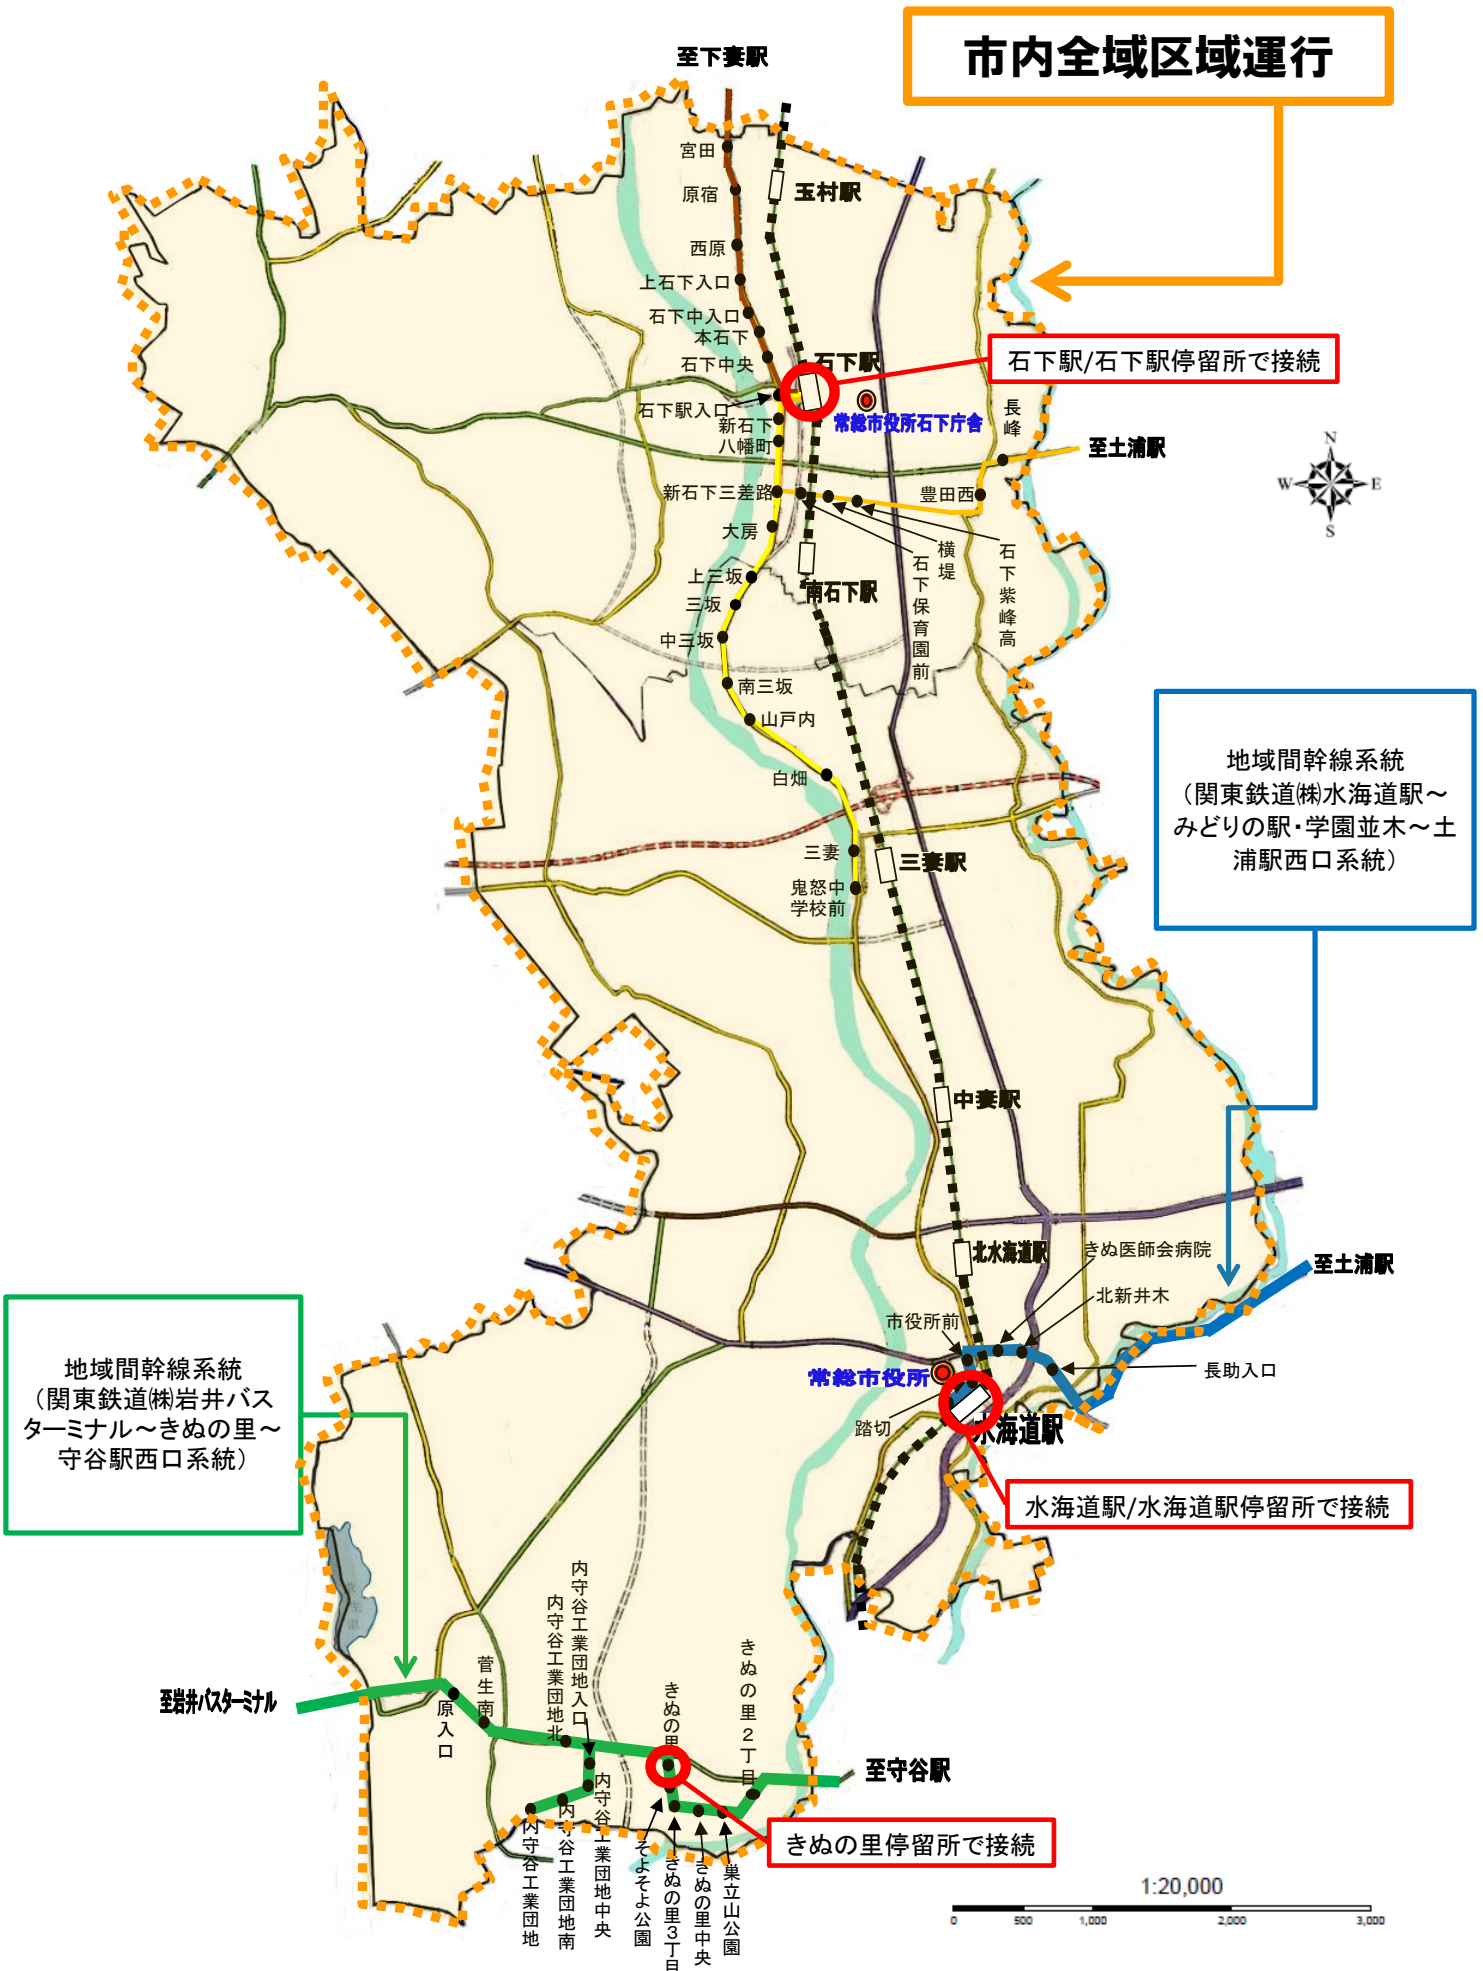 市内全域区域運行
至下妻駅
宮田
原宿
玉村駅
西原
上石下入口
石下中入口
本石下
石下中央
石下駅
石下駅/石下駅停留所で接続
石下駅入口
常総市役所石下庁舎
新石下
八幡町
長峰
至土浦駅
新石下三差路
豊田西
大房
横堤
石下紫峰高
石下保育園前
上三坂
南石下駅
三坂
中三坂
南三坂
山戸内
白畑
三妻
三妻駅
鬼怒中
学校前
N
W
E
S
地域間幹線系統
（関東鉄道㈱水海道駅～
みどりの駅・学園並木～土
浦駅西口系統）
中妻駅
北水海道駅
きぬ医師会病院
至土浦駅
北新井木
市役所前
長助入口
常総市役所
踏切
水海道駅
水海道駅/水海道駅停留所で接続
地域間幹線系統
（関東鉄道㈱岩井バス
ターミナル～きぬの里～
守谷駅西口系統）
至岩井バスターミナル
原入口
菅生南
内守谷工業団地北
内守谷工業団地入口
きぬの里
きぬの里２丁目
至守谷駅
内守谷工業団地
内守谷工業団地南
内守谷工業団地中央
そよそよ公園
きぬの里３丁目
きぬの里中央
巣立山公園
きぬの里停留所で接続
1:20,000
0
500
1,000
2,000
3,000